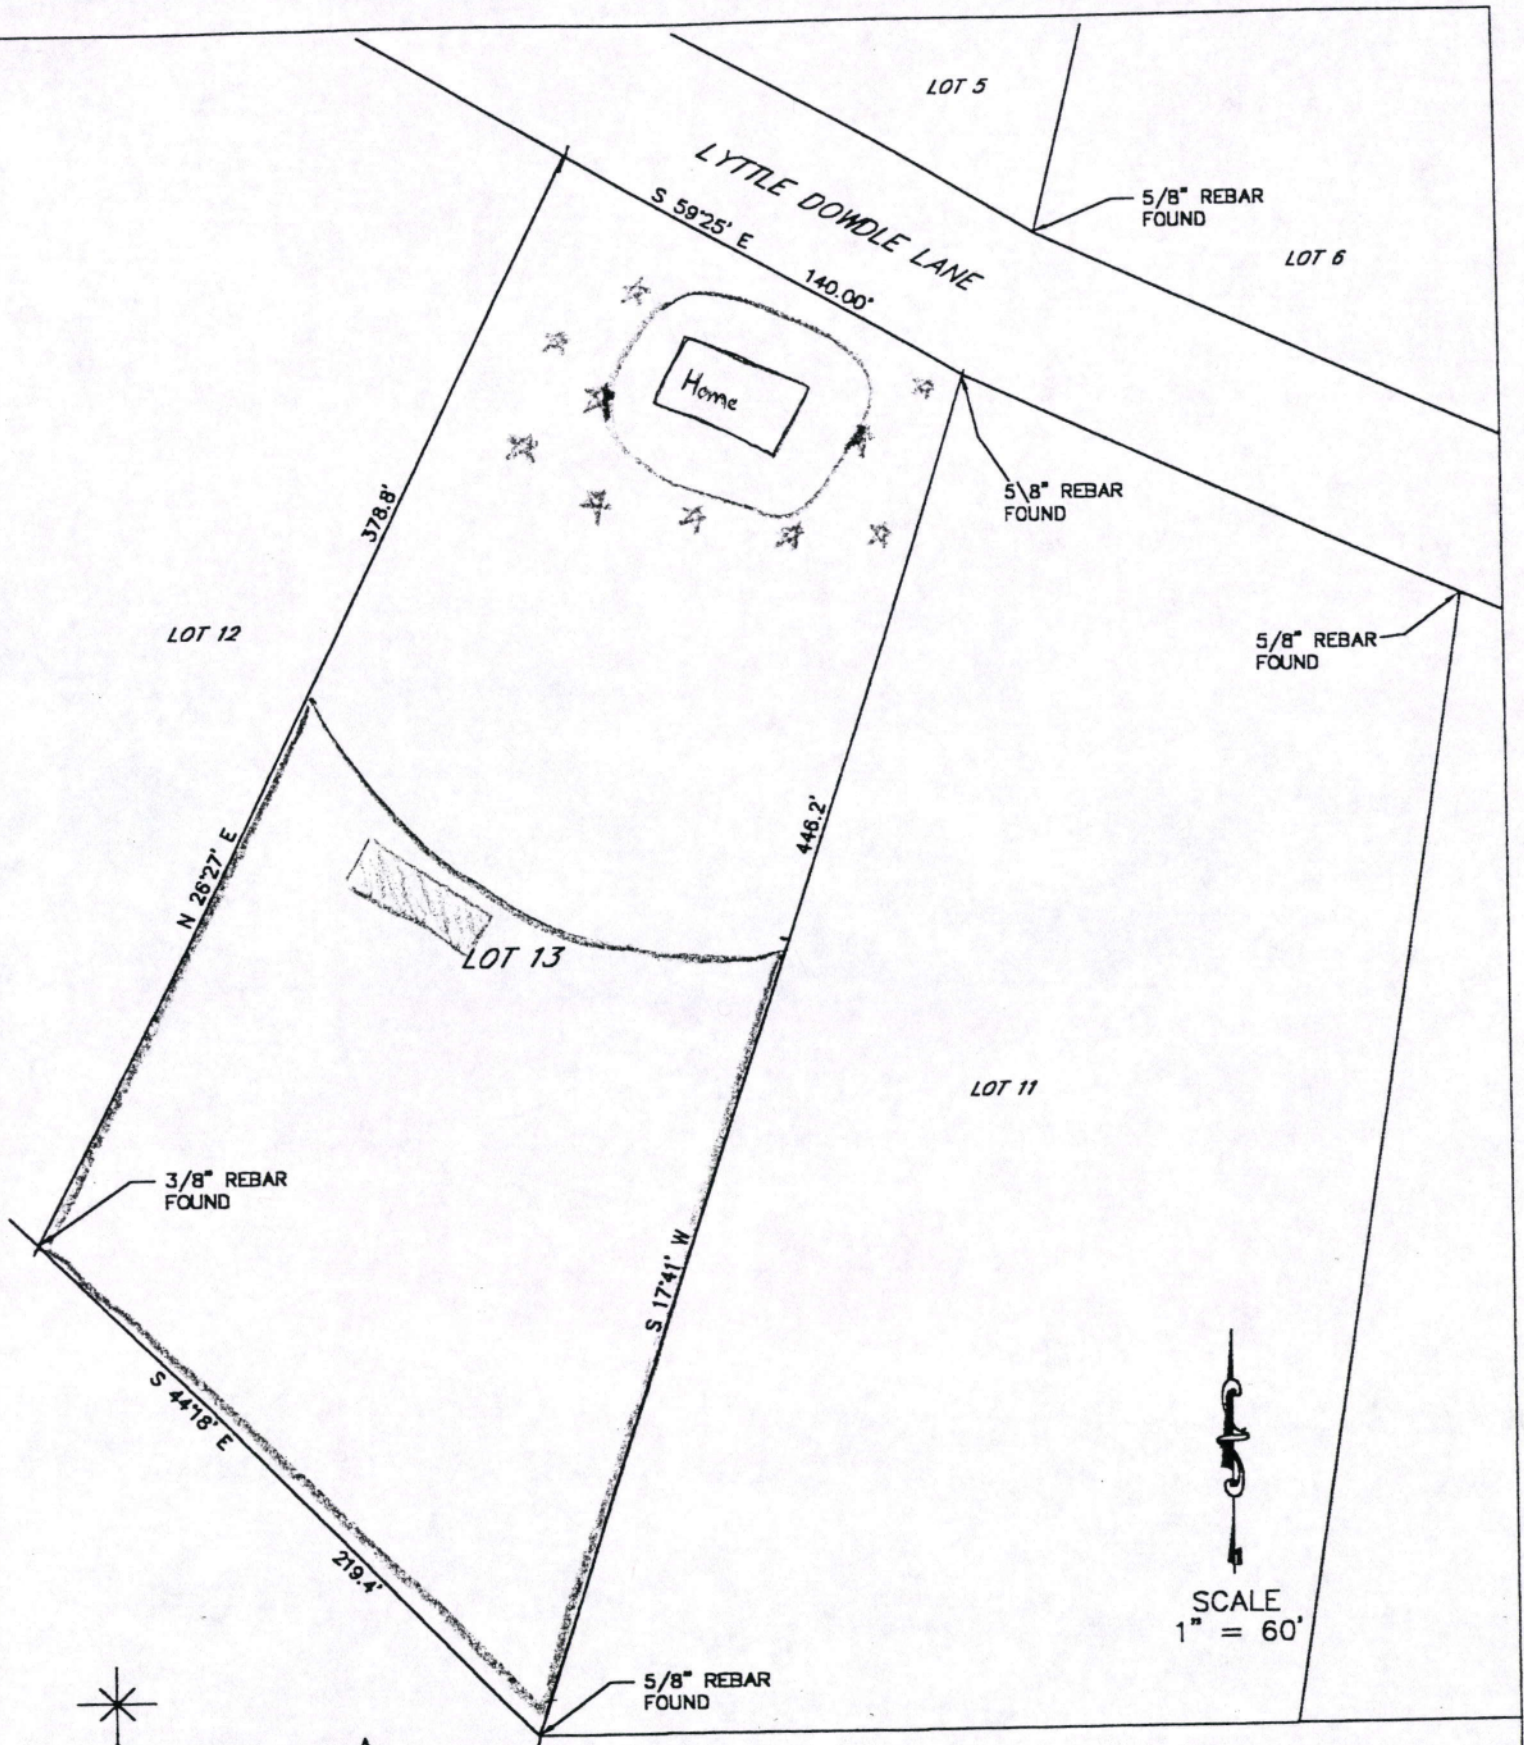 LOT 5
LYTTLE DOWDLE LANE
5/8" REBAR
FOUND
S 59°25' E
LOT 6
140.00'
Home
5\8" REBAR
FOUND
378.8'
LOT 12
5/8" REBAR
FOUND
446.2'
N 26°27' E
LOT 13
LOT 11
3/8" REBAR
FOUND
S 17°41' W
S 44°18' E
219.4'
SCALE
1" = 60'
5/8" REBAR
FOUND